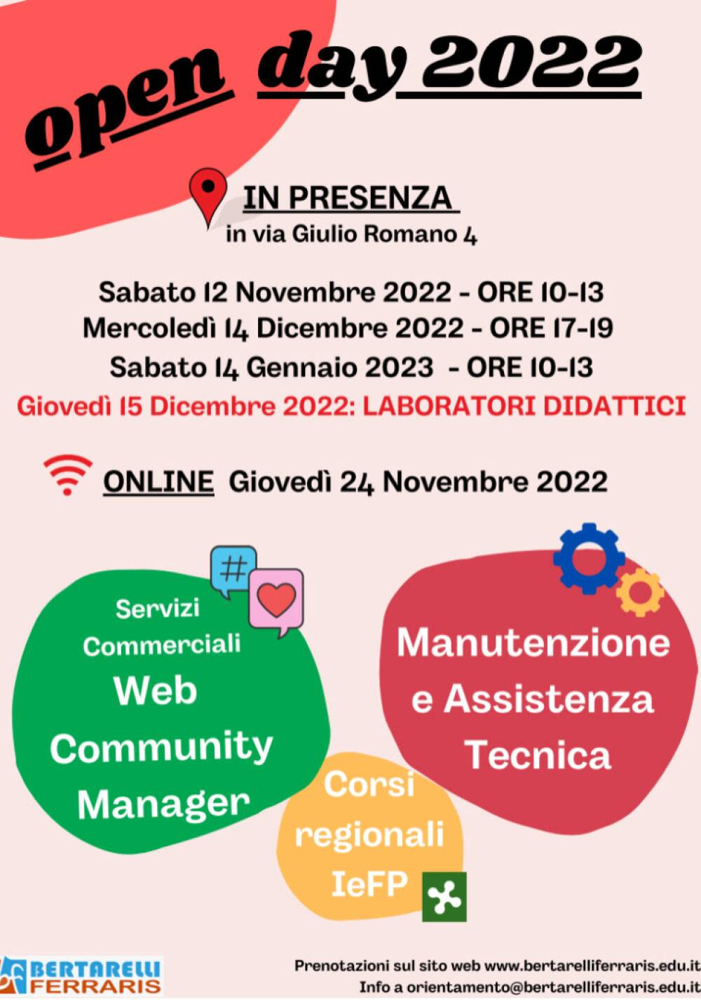 open day 2022
IN PRESENZA
in via Giulio Romano 4
Sabato 12 Novembre 2022 - ORE 10-13
Mercoledì 14 Dicembre 2022 - ORE 17-19
Sabato 14 Gennaio 2023 - ORE 10-13
Giovedì 15 Dicembre 2022: LABORATORI DIDATTICI
ONLINE Giovedì 24 Novembre 2022
#
Servizi
Commerciali
Web
Community
Manager
Manutenzione
e Assistenza
Tecnica
Corsi
regionali
IeFP
BERTARELLI
FERRARIS
Prenotazioni sul sito web www.bertarelliferraris.edu.it
Info a orientamento@bertarelliferraris.edu.it